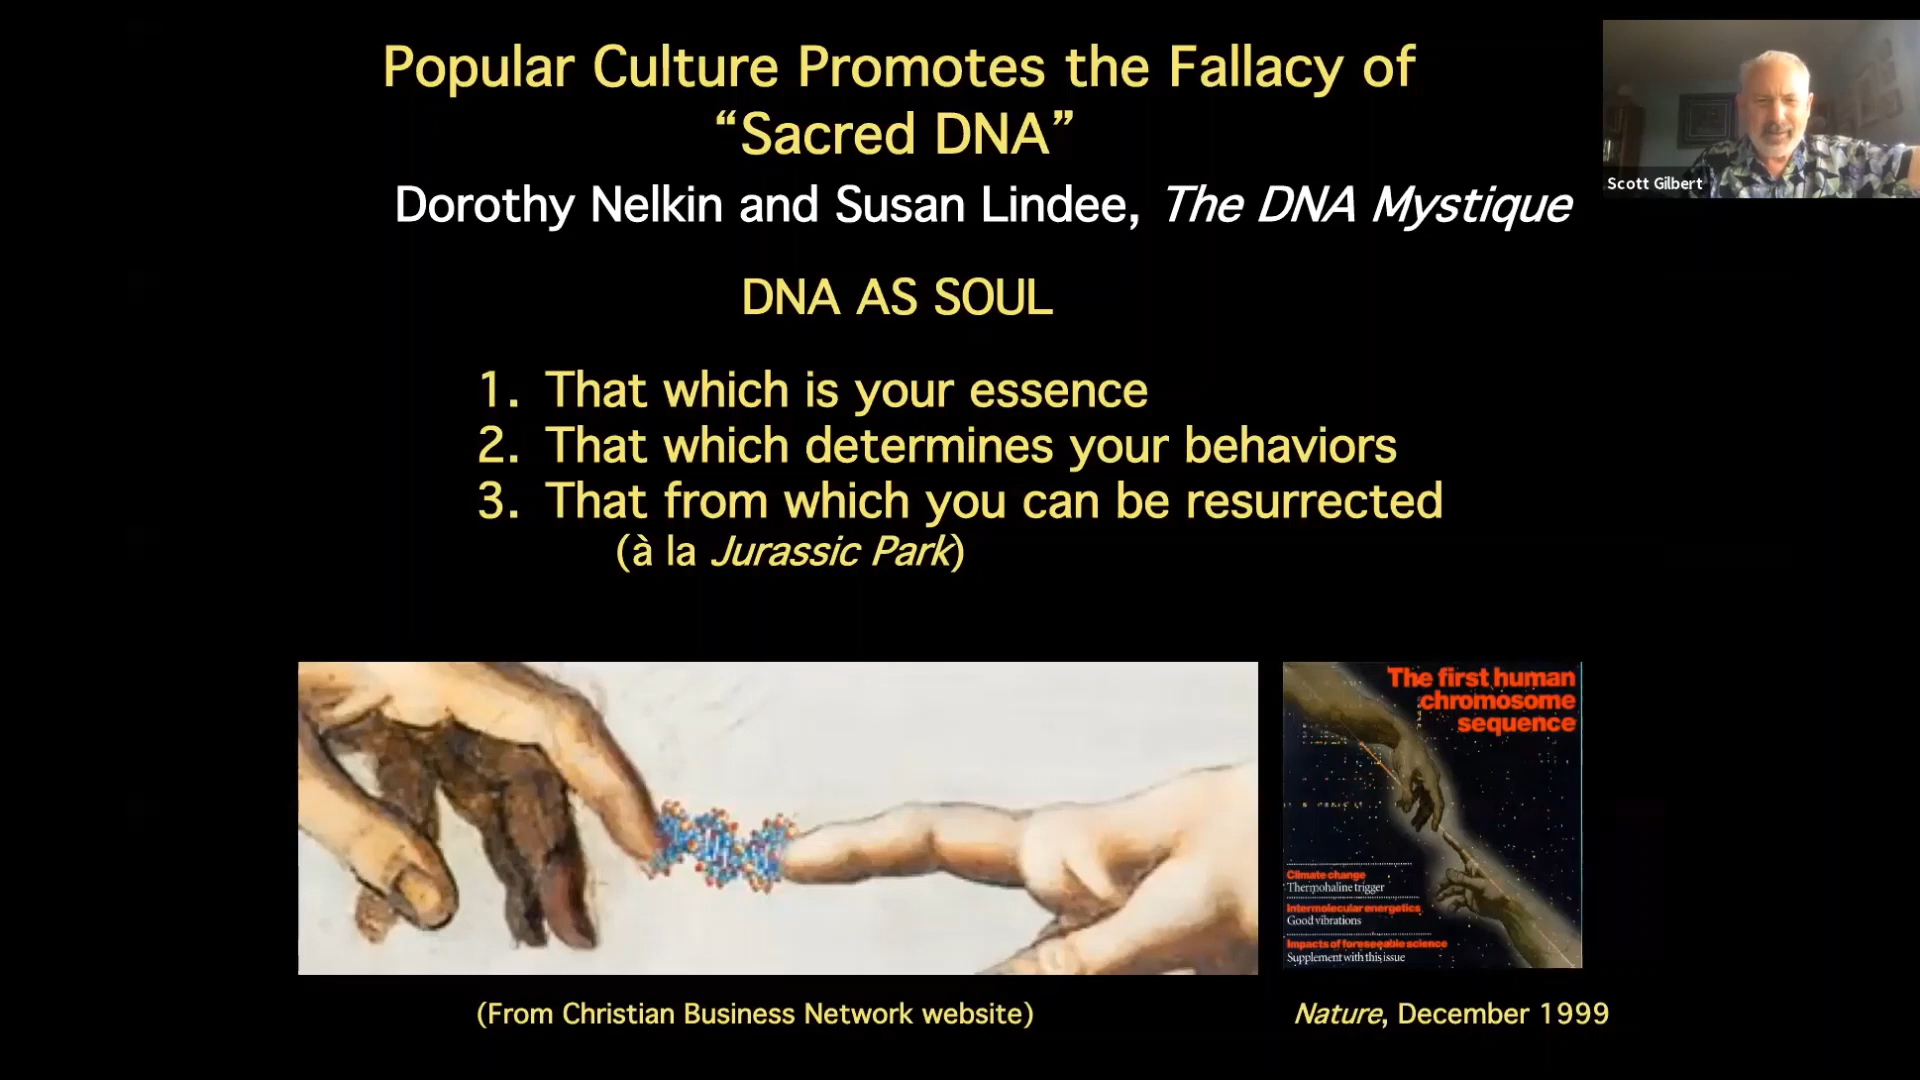 Popular Culture Promotes the Fallacy of
“Sacred DNA”
Dorothy Nelkin and Susan Lindee, The DNA Mystique
Scott Gilbert
DNA AS SOUL
1. That which is your essence
2. That which determines your behaviors
3. That from which you can be resurrected
(à la Jurassic Park)
The first human
chromosome
sequence
Climate change
Thermohaline trigger
Intermolecular energetics
Good vibrations
Impacts of foreseeable science
Supplement with this issue
(From Christian Business Network website)
Nature, December 1999